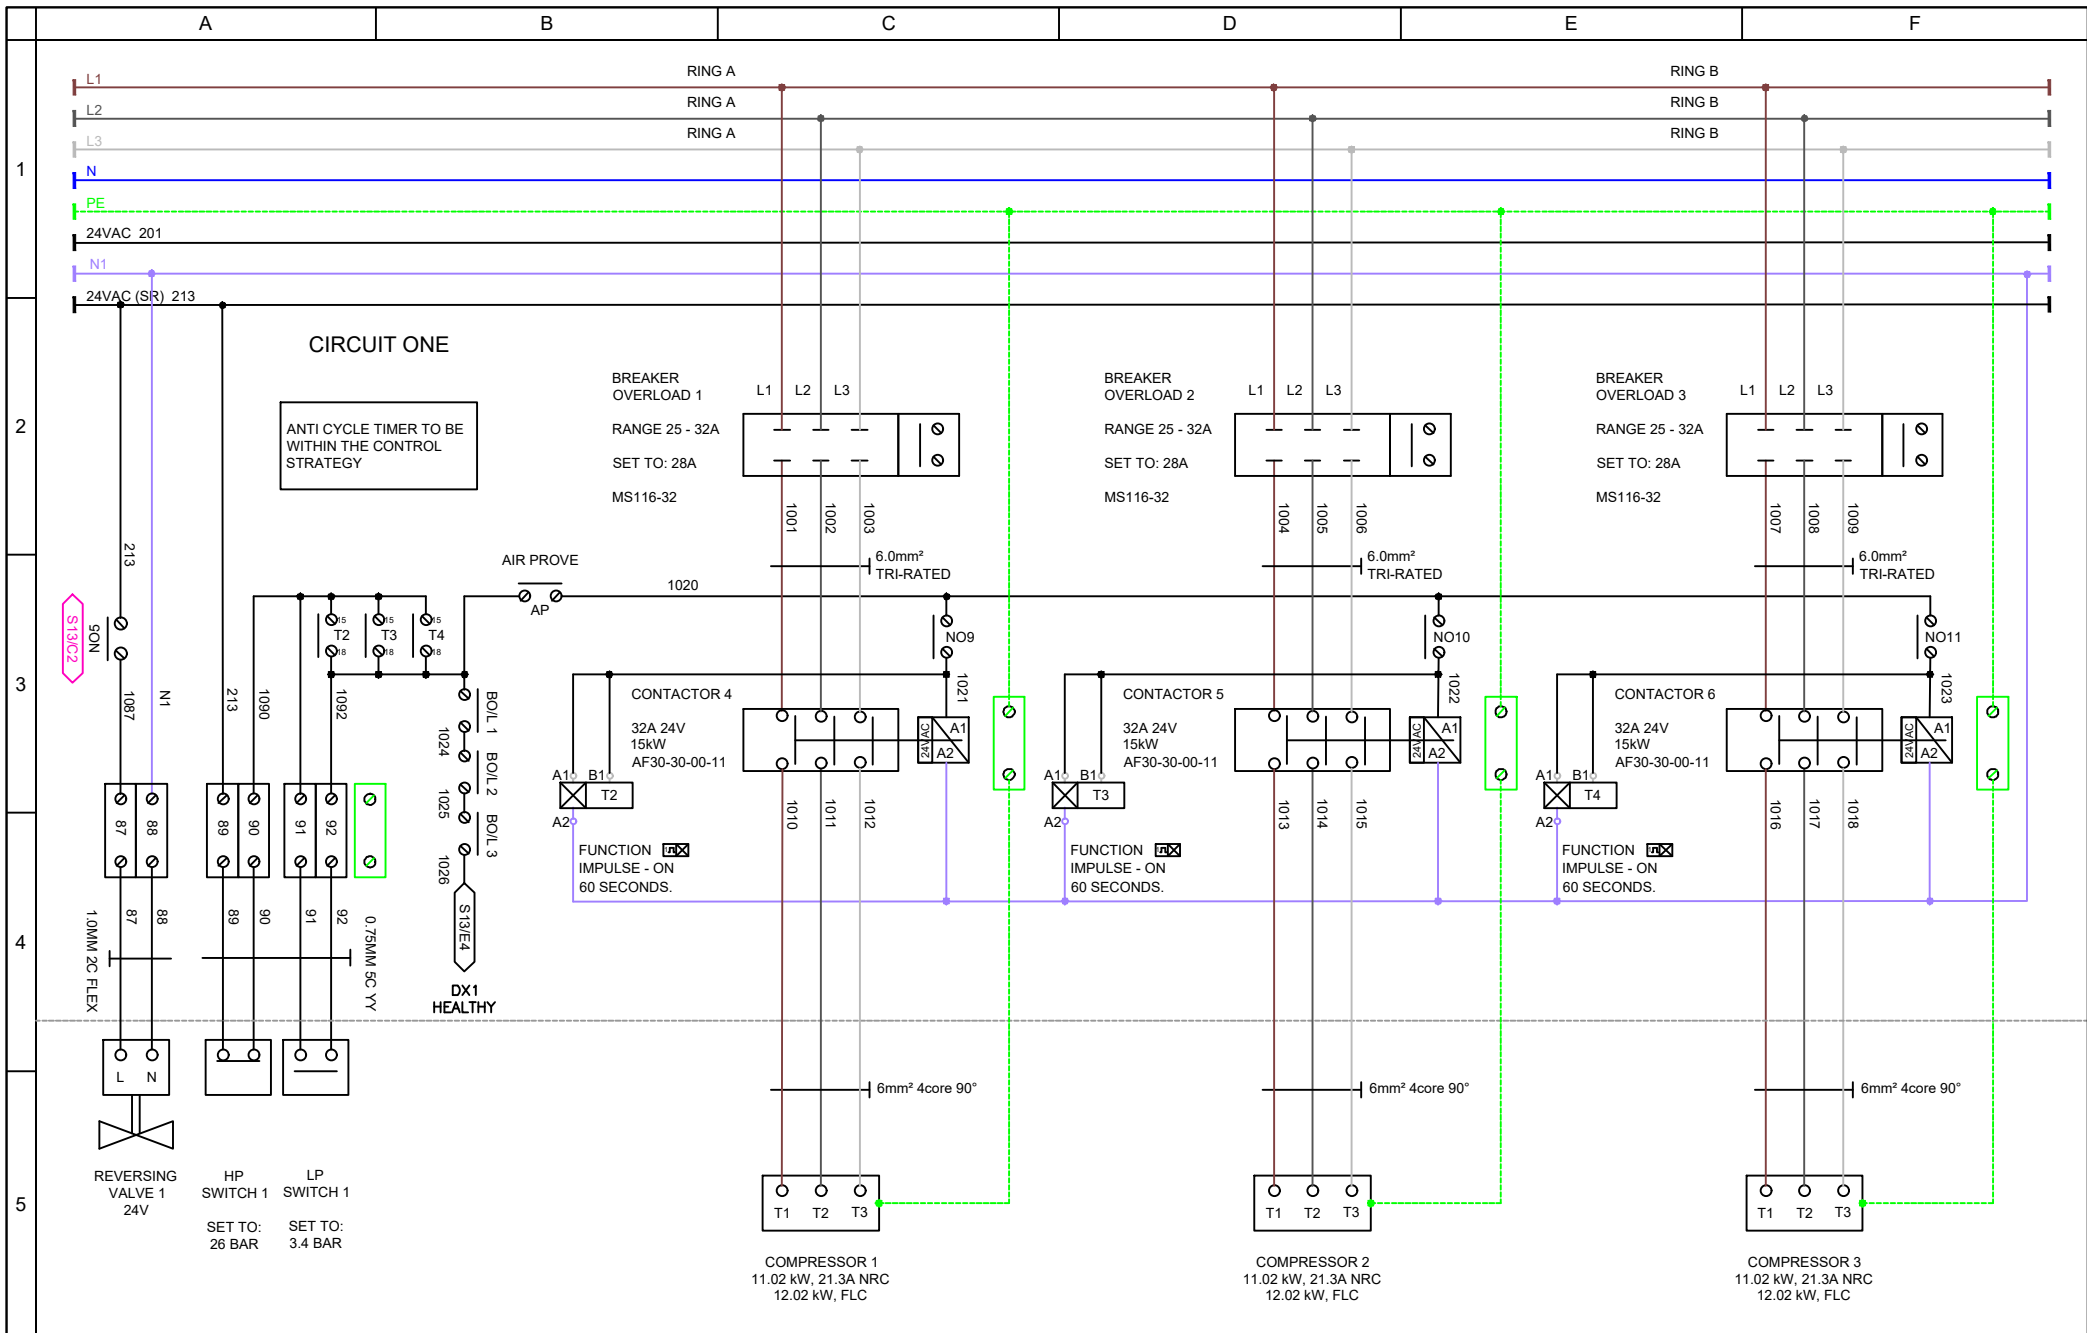 A
B
C
D
E
F
1
2
3
4
5
L1
L2
L3
N
PE
24VAC 201
N1
24VAC (SR) 213
RING A
RING A
RING A
RING B
RING B
RING B
CIRCUIT ONE
ANTI CYCLE TIMER TO BE
WITHIN THE CONTROL
STRATEGY
BREAKER
OVERLOAD 1
RANGE 25 - 32A
SET TO: 28A
MS116-32
L1 L2 L3
BREAKER
OVERLOAD 2
RANGE 25 - 32A
SET TO: 28A
MS116-32
L1 L2 L3
BREAKER
OVERLOAD 3
RANGE 25 - 32A
SET TO: 28A
MS116-32
L1 L2 L3
1001
1002
1003
1004
1005
1006
1007
1008
1009
6.0mm²
TRI-RATED
6.0mm²
TRI-RATED
6.0mm²
TRI-RATED
213
S13/C2
NO5
1087
N1
213
1090
1092
15
T2
18
15
T3
18
15
T4
18
AIR PROVE
AP
1020
BO/L 1
1024
BO/L 2
1025
BO/L 3
1026
S13/E4
DX1
HEALTHY
NO9
1021
NO10
1022
NO11
1023
CONTACTOR 4
32A 24V
15kW
AF30-30-00-11
24VAC
A1
A2
CONTACTOR 5
32A 24V
15kW
AF30-30-00-11
24VAC
A1
A2
CONTACTOR 6
32A 24V
15kW
AF30-30-00-11
24VAC
A1
A2
A1 B1
T2
A2
FUNCTION
IMPULSE - ON
60 SECONDS.
A1 B1
T3
A2
FUNCTION
IMPULSE - ON
60 SECONDS.
A1 B1
T4
A2
FUNCTION
IMPULSE - ON
60 SECONDS.
1010
1011
1012
1013
1014
1015
1016
1017
1018
87
88
89
90
91
92
1.0MM 2C FLEX
87
88
89
90
91
92
0.75MM 5C YY
L N
REVERSING
VALVE 1
24V
HP
SWITCH 1
SET TO:
26 BAR
LP
SWITCH 1
SET TO:
3.4 BAR
6mm² 4core 90°
6mm² 4core 90°
6mm² 4core 90°
T1 T2 T3
T1 T2 T3
T1 T2 T3
COMPRESSOR 1
11.02 kW, 21.3A NRC
12.02 kW, FLC
COMPRESSOR 2
11.02 kW, 21.3A NRC
12.02 kW, FLC
COMPRESSOR 3
11.02 kW, 21.3A NRC
12.02 kW, FLC